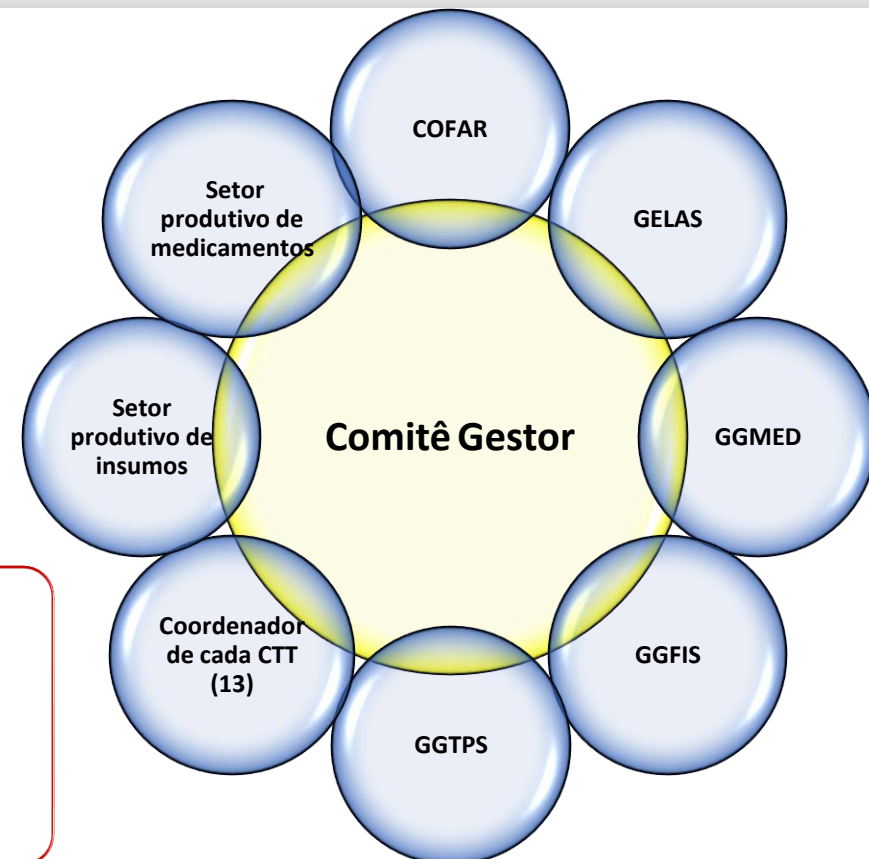 COFAR
Setor
produtivo de
medicamentos
GELAS
Setor
produtivo de
insumos
Comitê Gestor
GGMED
Coordenador
de cada CTT
(13)
GGFIS
GGTPS